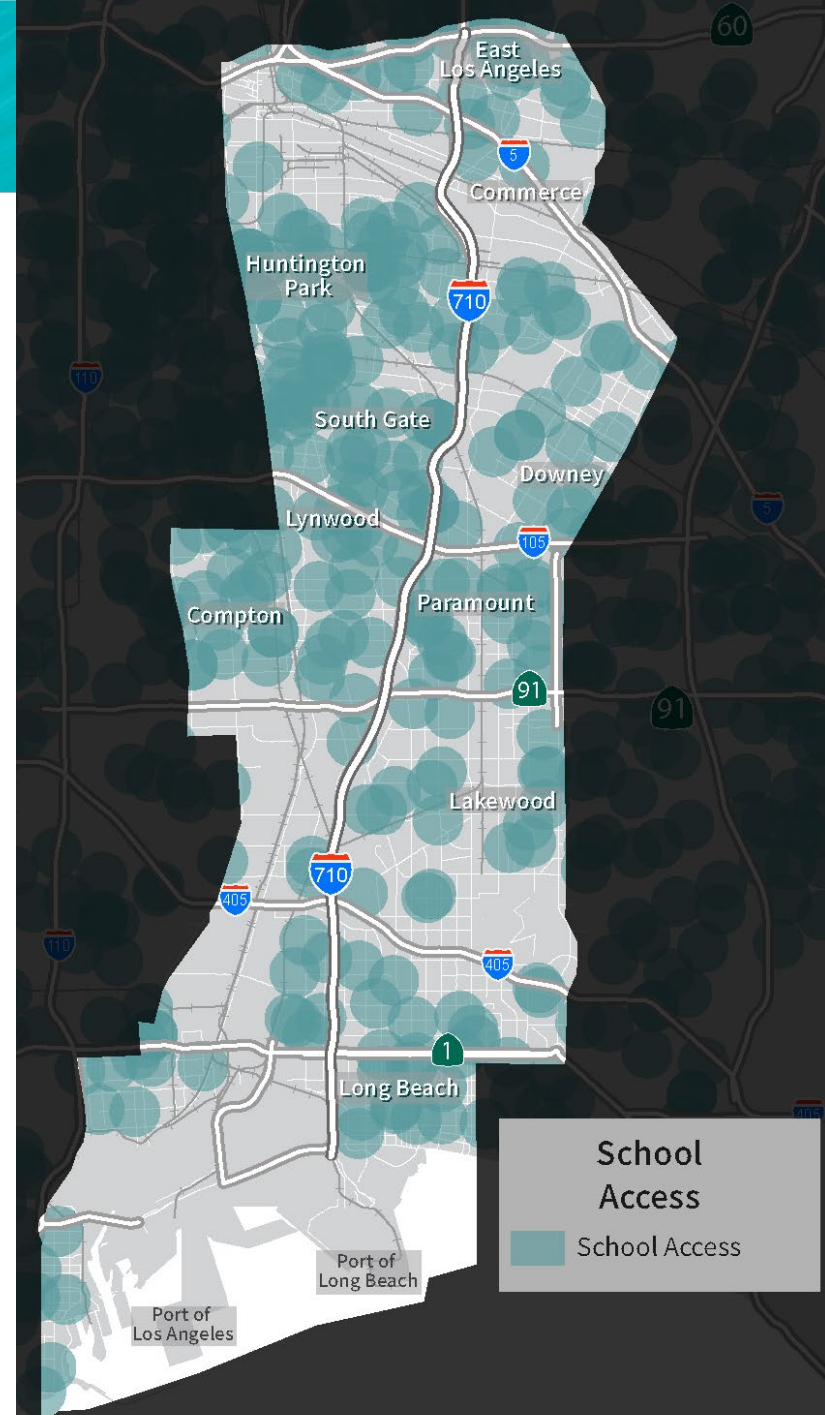 60
East
Los Angeles
5
Commerce
Huntington
Park
710
110
South Gate
Downey
5
Lynwood
105
Compton
Paramount
91
91
Lakewood
710
405
110
405
1
Long Beach
405
School
Access
School Access
Port of
Long Beach
Port of
Los Angeles